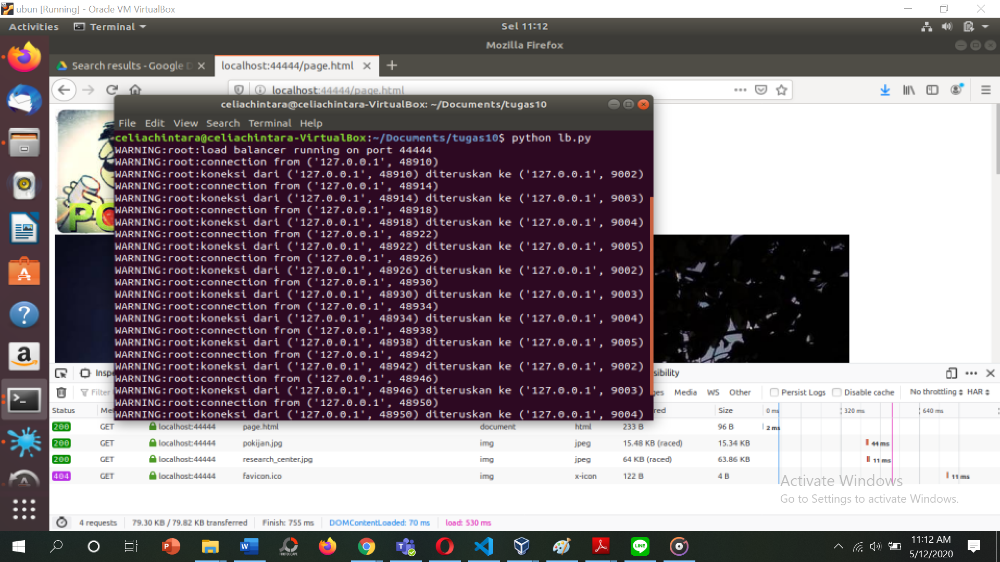 ubun [Running] - Oracle VM VirtualBox
Activities Terminal Sel 11:12
Mozilla Firefox
Search results - Google D localhost:44444/page.html
localhost:44444/page.html
celiachintara@celiachintara-VirtualBox: ~/Documents/tugas10
File Edit View Search Terminal Help
celiachintara@celiachintara-VirtualBox:~/Documents/tugas10$ python lb.py
WARNING:root:load balancer running on port 44444
WARNING:root:connection from ('127.0.0.1', 48910)
WARNING:root:koneksi dari ('127.0.0.1', 48910) diteruskan ke ('127.0.0.1', 9002)
WARNING:root:connection from ('127.0.0.1', 48914)
WARNING:root:koneksi dari ('127.0.0.1', 48914) diteruskan ke ('127.0.0.1', 9003)
WARNING:root:connection from ('127.0.0.1', 48918)
WARNING:root:koneksi dari ('127.0.0.1', 48918) diteruskan ke ('127.0.0.1', 9004)
WARNING:root:connection from ('127.0.0.1', 48922)
WARNING:root:koneksi dari ('127.0.0.1', 48922) diteruskan ke ('127.0.0.1', 9005)
WARNING:root:connection from ('127.0.0.1', 48926)
WARNING:root:koneksi dari ('127.0.0.1', 48926) diteruskan ke ('127.0.0.1', 9002)
WARNING:root:connection from ('127.0.0.1', 48930)
WARNING:root:koneksi dari ('127.0.0.1', 48930) diteruskan ke ('127.0.0.1', 9003)
WARNING:root:connection from ('127.0.0.1', 48934)
WARNING:root:koneksi dari ('127.0.0.1', 48934) diteruskan ke ('127.0.0.1', 9004)
WARNING:root:connection from ('127.0.0.1', 48938)
WARNING:root:koneksi dari ('127.0.0.1', 48938) diteruskan ke ('127.0.0.1', 9005)
WARNING:root:connection from ('127.0.0.1', 48942)
WARNING:root:koneksi dari ('127.0.0.1', 48942) diteruskan ke ('127.0.0.1', 9002)
WARNING:root:connection from ('127.0.0.1', 48946)
WARNING:root:koneksi dari ('127.0.0.1', 48946) diteruskan ke ('127.0.0.1', 9003)
WARNING:root:connection from ('127.0.0.1', 48950)
WARNING:root:koneksi dari ('127.0.0.1', 48950) diteruskan ke ('127.0.0.1', 9004)
Inspe sibility
Filter ges Media WS Other Persist Logs Disable cache No throttling HAR
Status Me red Size 0 ms 320 ms 640 ms
200 GET localhost:44444 page.html document html 233 B 96 B 2 ms
200 GET localhost:44444 pokijan.jpg img jpeg 15.48 KB (raced) 15.34 KB 44 ms
200 GET localhost:44444 research_center.jpg img jpeg 64 KB (raced) 63.86 KB 11 ms
404 GET localhost:44444 favicon.ico img x-icon 122 B 4 B 11 ms
Activate Windows
Go to Settings to activate Windows.
4 requests 79.30 KB / 79.82 KB transferred Finish: 755 ms DOMContentLoaded: 70 ms load: 530 ms
PHOTOSCAPE
LINE
11:12 AM
5/12/2020